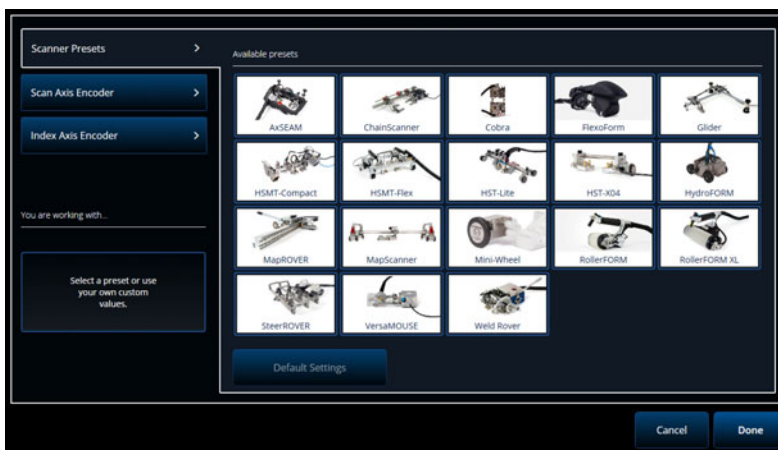 Scanner Presets
Available presets
Scan Axis Encoder
AxSEAM
ChainScanner
Cobra
FlexoForm
Glider
Index Axis Encoder
HSMT-Compact
HSMT-Flex
HST-Lite
HST-X04
HydroFORM
You are working with...
MapROVER
MapScanner
Mini-Wheel
RollerFORM
RollerFORM XL
Select a preset or use
your own custom
values.
SteerROVER
VersaMOUSE
Weld Rover
Default Settings
Cancel
Done